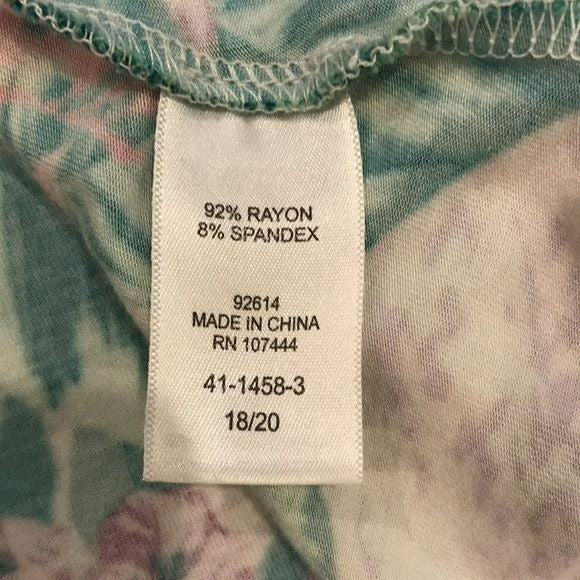 92% RAYON
8% SPANDEX
92614
MADE IN CHINA
RN 107444
41-1458-3
18/20